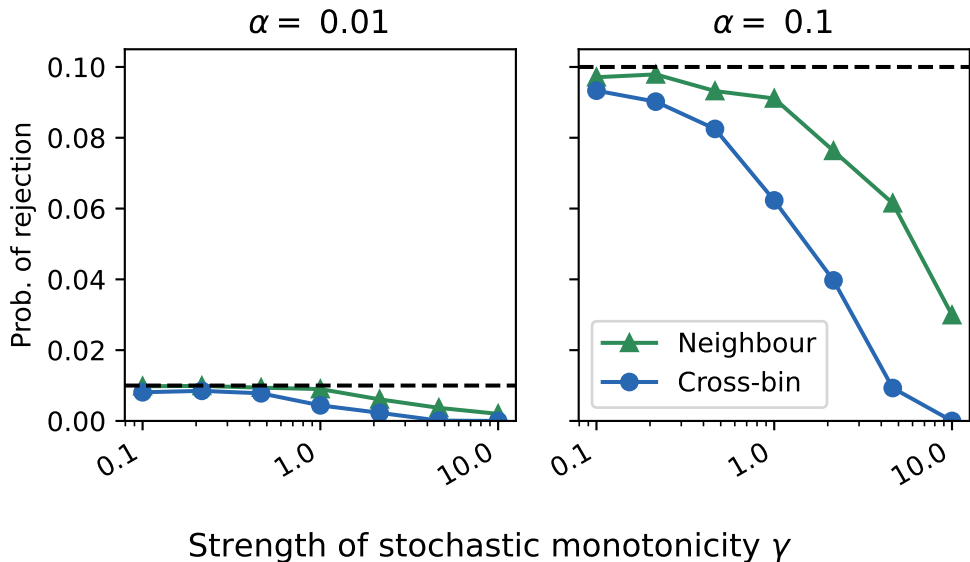 α = 0.01
α = 0.1
Prob. of rejection
0.10
0.08
0.06
0.04
0.02
0.00
Neighbour
Cross-bin
0.1
1.0
10.0
0.1
1.0
10.0
Strength of stochastic monotonicity γ